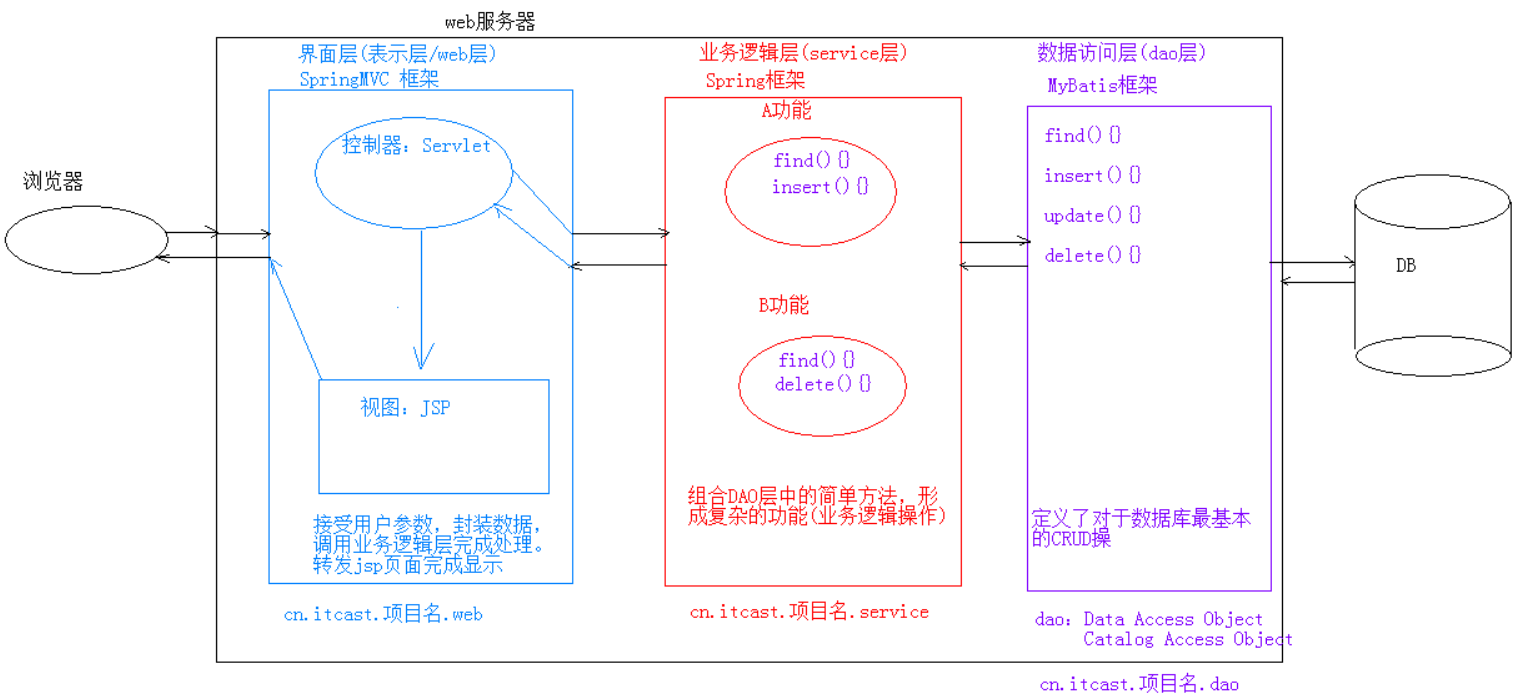 web服务器
界面层(表示层/web层)
SpringMVC 框架
业务逻辑层(service层)
Spring框架
数据访问层(dao层)
MyBatis框架
浏览器
控制器: Servlet
视图: JSP
接受用户参数, 封装数据,
调用业务逻辑层完成处理。
转发jsp页面完成显示
cn.itcast.项目名.web
A功能
find(){}
insert(){}
B功能
find(){}
delete(){}
组合DAO层中的简单方法, 形
成复杂的功能(业务逻辑操作)
cn.itcast.项目名.service
find(){}
insert(){}
update(){}
delete(){}
定义了对于数据库最基本
的CRUD操
dao: Data Access Object
Catalog Access Object
cn.itcast.项目名.dao
DB